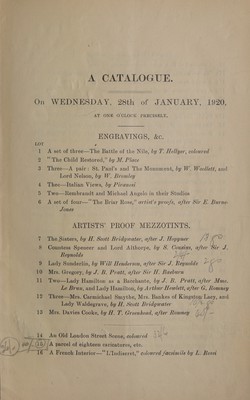 A CATALOGUE.
On WEDNESDAY, 28th of JANUARY, 1920,
AT ONE O'CLOCK PRECISELY.
ENGRAVINGS, &c.
LOT
1 A set of three—The Battle of the Nile, by T. Hellyer, coloured
2 "The Child Restored," by H. Place
3 Three—A pair: St. Paul's and The Monument, by W. Woollett, and
Lord Nelson, by W. Bromley
4 Two—Italian Views, by Piranesi
5 Two—Rembrandt and Michael Angelo in their Studios
6 A set of four—"The Briar Rose," artist's proofs, after Sir E. Burne
Jones
ARTISTS' PROOF MEZZOTINTS.
7 The Sisters, by H. Scott Bridgwater, after J. Hoppner
8 Countess Spencer and Lord Althorpe, by S. Cousins, after Sir J.
Reynolds
9 Lady Sunderlin, by Will Henderson, after Sir J. Reynolds
10 Mrs. Gregory, by J. B. Pratt, after Sir H. Raeburn
11 Two—Lady Hamilton as a Bacchante, by J. B. Pratt, after Mme.
Le Brun, and Lady Hamilton, by Arthur Hewlett, after G. Romney
12 Three—Mrs. Carmichael Smythe, Mrs. Bankes of Kingston Lacy, and
Lady Waldegrave, by H. Scott Bridgwater
13 Mrs. Davies Cooke, by H. T. Greenhead, after Romney
14 An Old London Street Scene, coloured
15 A parcel of eighteen caricatures, etc.
16 A French Interior—"L'Indiscret," coloured facsimile by L. Rossi